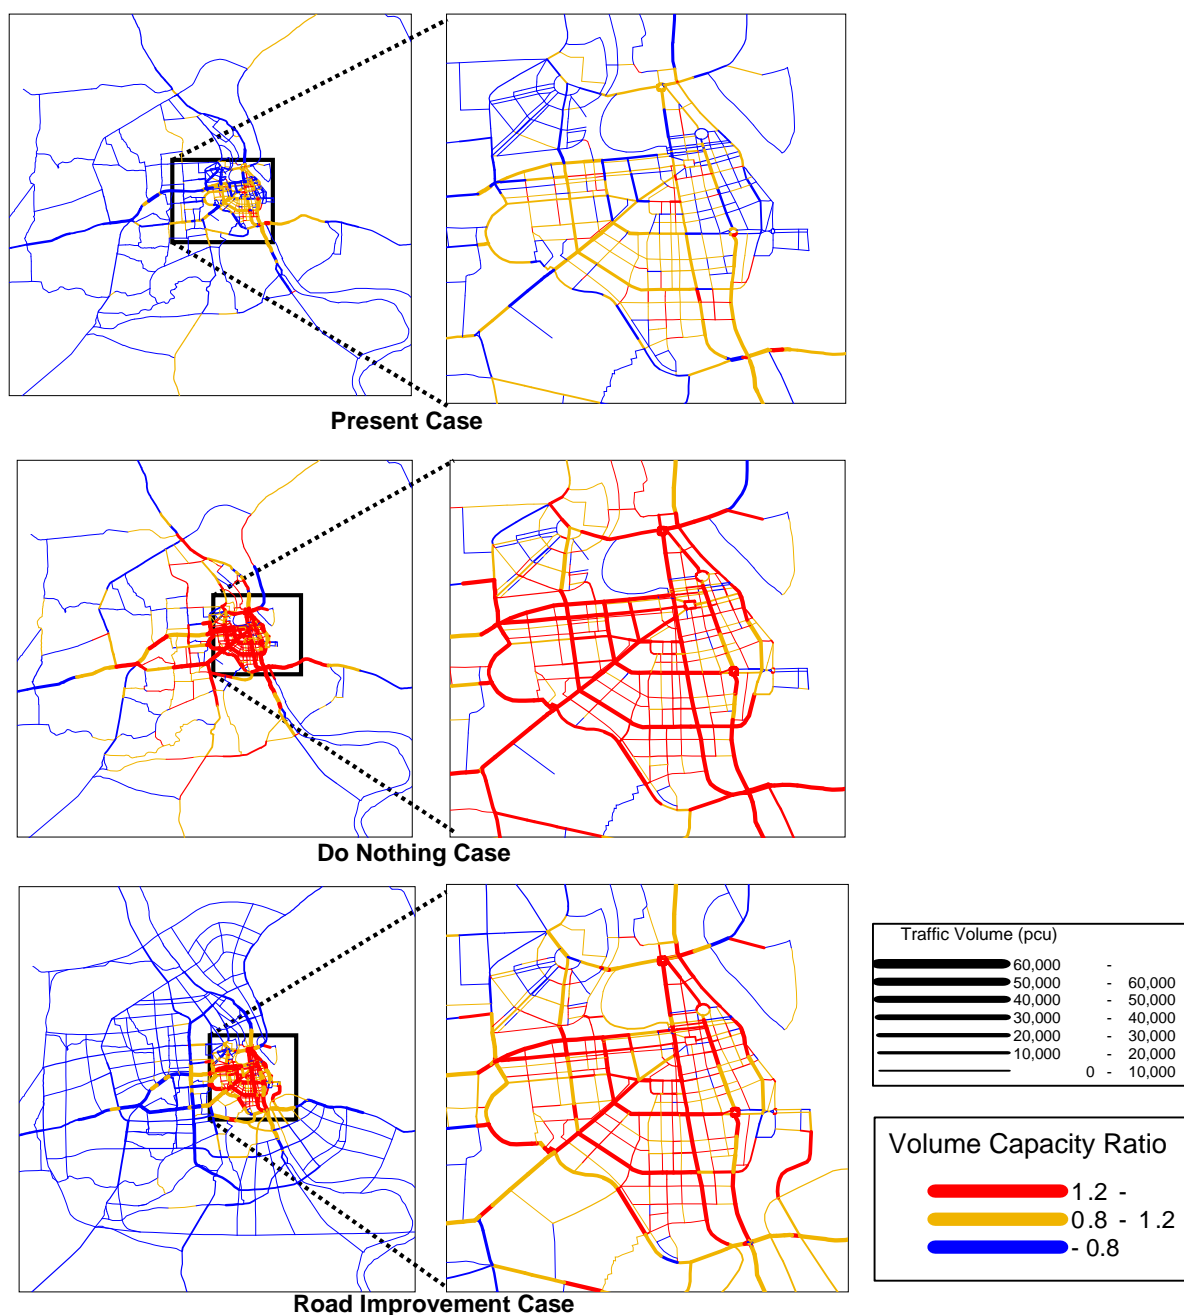 Present Case
Do Nothing Case
Road Improvement Case
Traffic Volume (pcu)
60,000 -
50,000 - 60,000
40,000 - 50,000
30,000 - 40,000
20,000 - 30,000
10,000 - 20,000
0 - 10,000
Volume Capacity Ratio
1.2 -
0.8 - 1.2
- 0.8